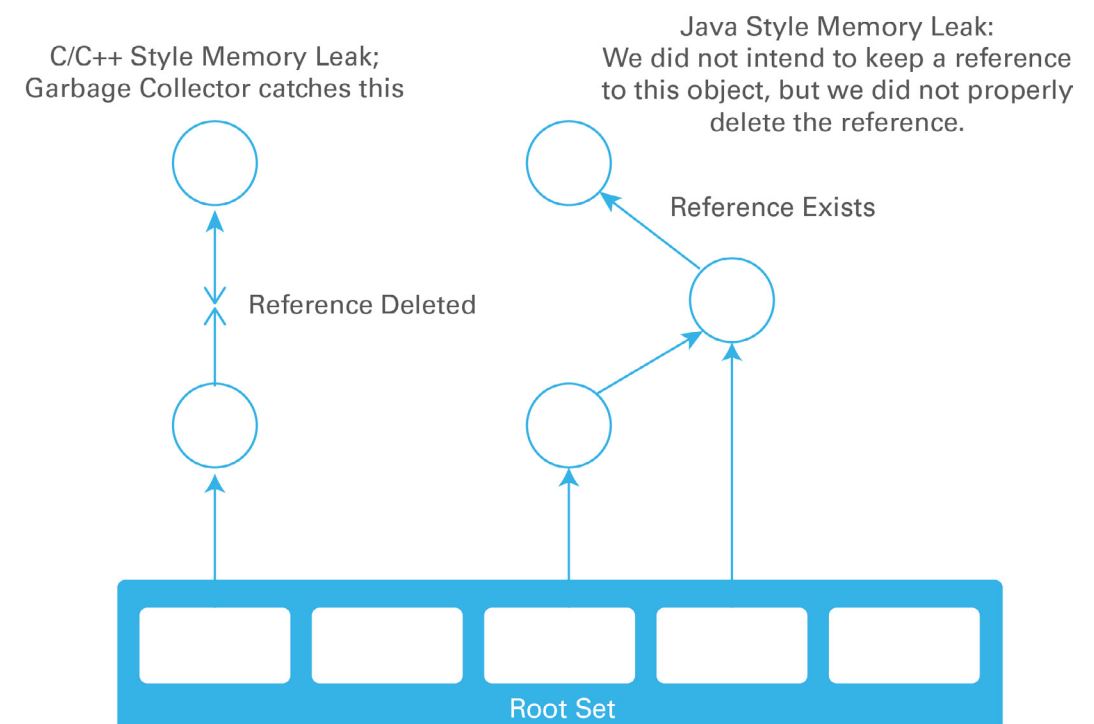 C/C++ Style Memory Leak;
Garbage Collector catches this
Java Style Memory Leak:
We did not intend to keep a reference
to this object, but we did not properly
delete the reference.
Reference Exists
Reference Deleted
Root Set